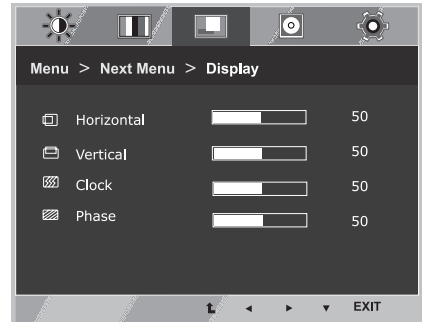 Menu > Next Menu > Display
Horizontal 50
Vertical 50
Clock 50
Phase 50
EXIT